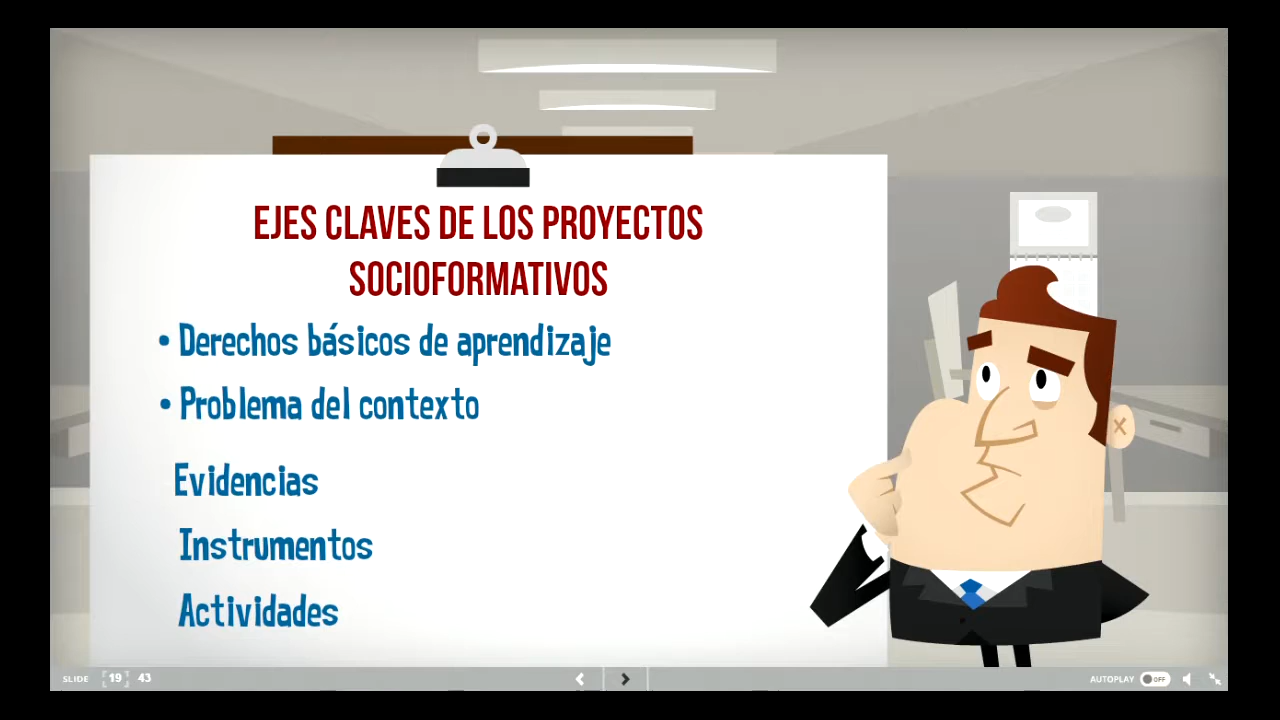 EJES CLAVES DE LOS PROYECTOS
SOCIOFORMATIVOS
• Derechos básicos de aprendizaje
• Problema del contexto
Evidencias
Instrumentos
Actividades
SLIDE 19 43
AUTOPLAY OFF